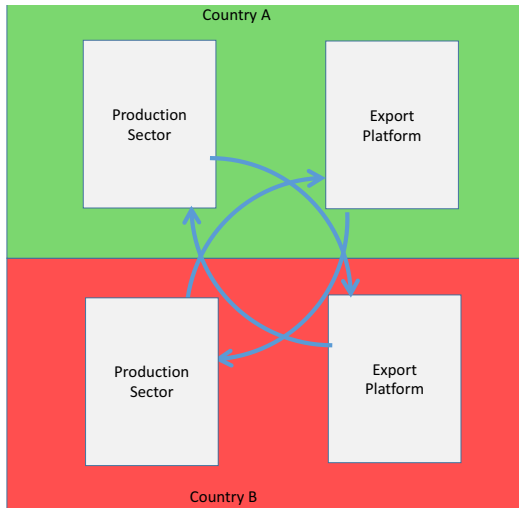 Country A
Production
Sector
Export
Platform
Production
Sector
Export
Platform
Country B